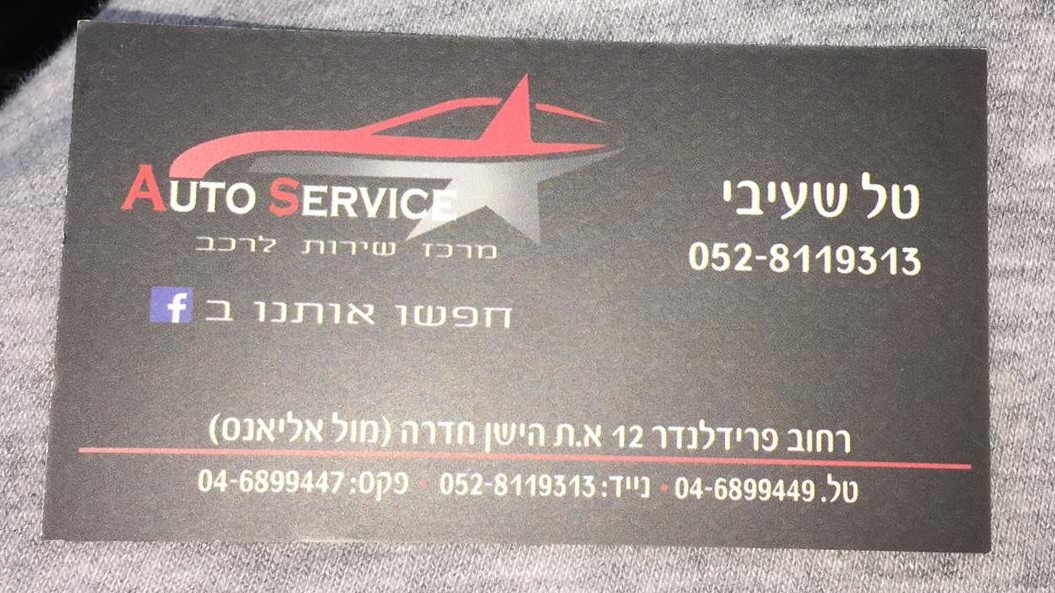 AUTO SERVICE
מרכז שירות לרכב
חפשו אותנו ב f
טל שעיבי
052-8119313
רחוב פרידלנדר 12 א.ת הישן חדרה (מול אליאנס)
טל. 04-6899449 • נייד: 052-8119313 • פקס: 04-6899447